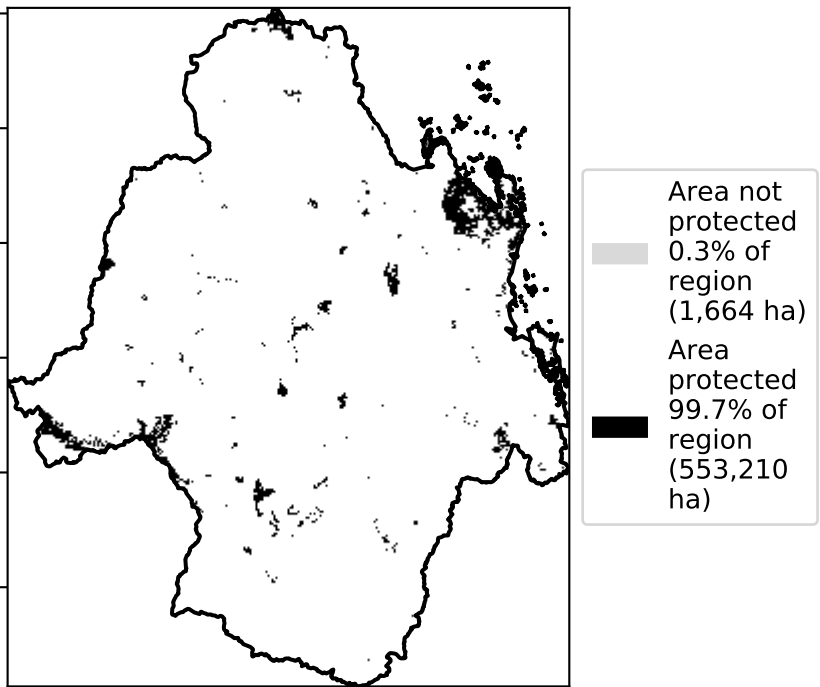 Area not
protected
0.3% of
region
(1,664 ha)
Area
protected
99.7% of
region
(553,210
ha)